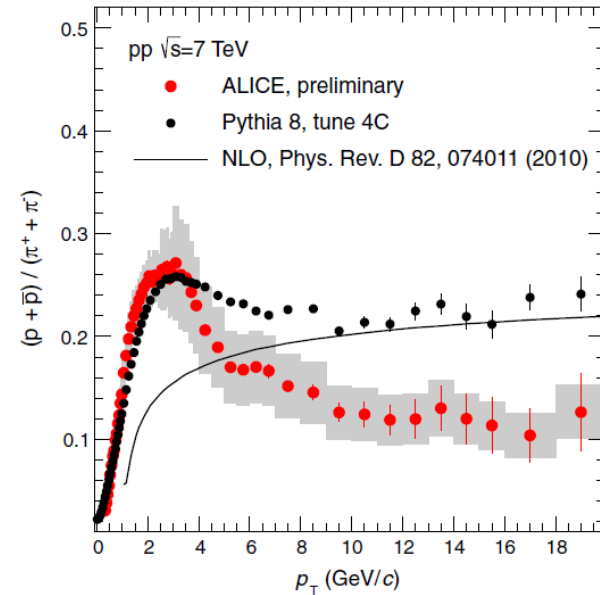 pp √s=7 TeV
ALICE, preliminary
Pythia 8, tune 4C
NLO, Phys. Rev. D 82, 074011 (2010)
(p + p̅) / (π⁺ + π⁻)
0.5
0.4
0.3
0.2
0.1
0 2 4 6 8 10 12 14 16 18
p_T (GeV/c)